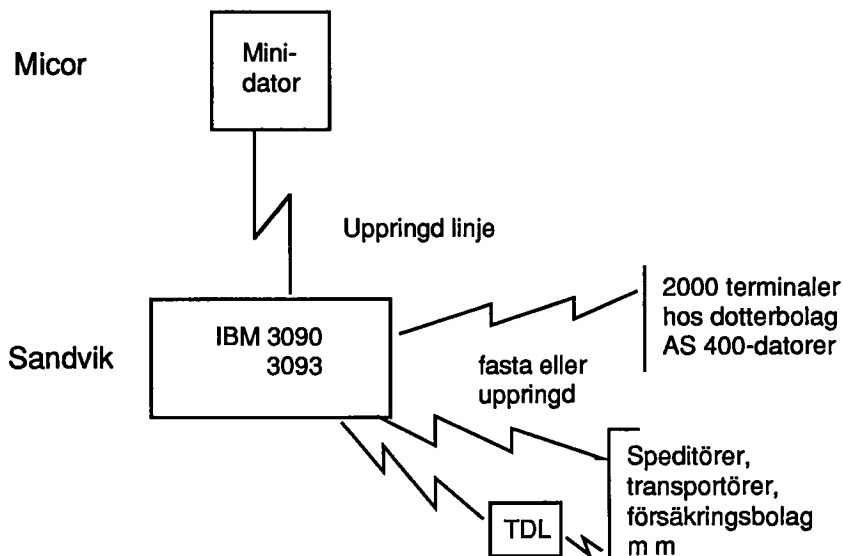 Micor
Mini-
dator
Uppringd linje
Sandvik
IBM 3090
3093
2000 terminaler
hos dotterbolag
AS 400-datorer
fasta eller
uppringd
Speditörer,
transportörer,
försäkringsbolag
m m
TDL